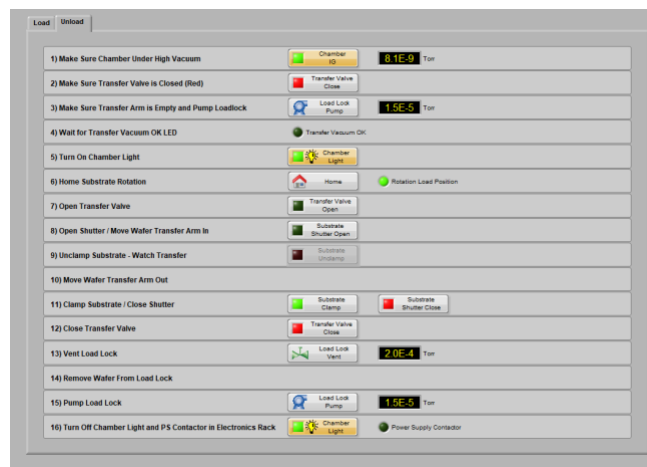 Load Unload
1) Make Sure Chamber Under High Vacuum Chamber IG 8.1E-9 Torr
2) Make Sure Transfer Valve is Closed (Red) Transfer Valve Close
3) Make Sure Transfer Arm is Empty and Pump Loadlock Load Lock Pump 1.5E-5 Torr
4) Wait for Transfer Vacuum OK LED Transfer Vacuum OK
5) Turn On Chamber Light Chamber Light
6) Home Substrate Rotation Home Rotation Load Position
7) Open Transfer Valve Transfer Valve Open
8) Open Shutter / Move Wafer Transfer Arm In Substrate Shutter Open
9) Unclamp Substrate - Watch Transfer Substrate Unclamp
10) Move Wafer Transfer Arm Out
11) Clamp Substrate / Close Shutter Substrate Clamp Substrate Shutter Close
12) Close Transfer Valve Transfer Valve Close
13) Vent Load Lock Load Lock Vent 2.0E-4 Torr
14) Remove Wafer From Load Lock
15) Pump Load Lock Load Lock Pump 1.5E-5 Torr
16) Turn Off Chamber Light and PS Contactor in Electronics Rack Chamber Light Power Supply Contactor